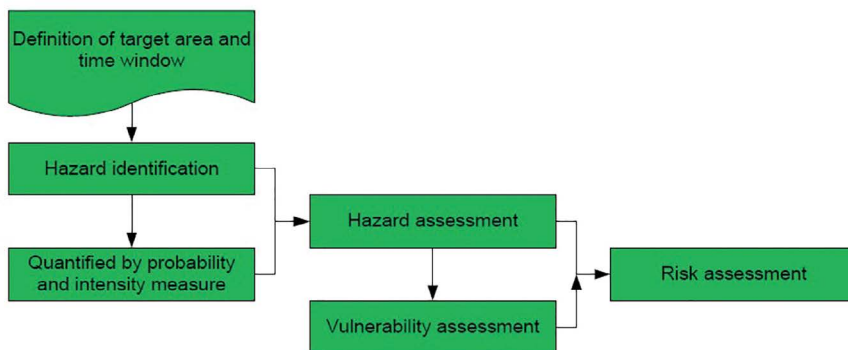 Definition of target area and
time window
Hazard identification
Quantified by probability
and intensity measure
Hazard assessment
Vulnerability assessment
Risk assessment